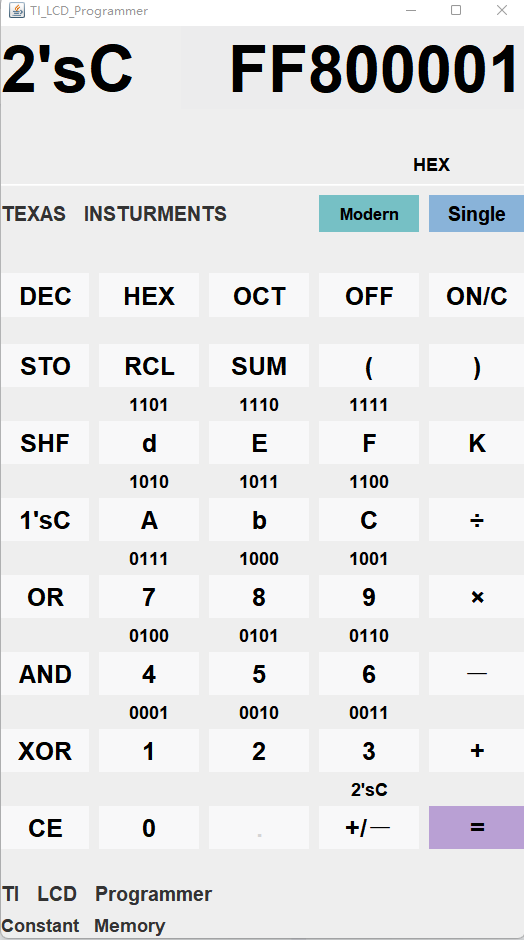 TI_LCD_Programmer
2'sC FF800001
HEX
TEXAS INSTURMENTS Modern Single
DEC HEX OCT OFF ON/C
STO RCL SUM ( )
1101 1110 1111
SHF d E F K
1010 1011 1100
1'sC A b C ÷
0111 1000 1001
OR 7 8 9 ×
0100 0101 0110
AND 4 5 6 —
0001 0010 0011
XOR 1 2 3 +
2'sC
CE 0 . +/— =
TI LCD Programmer
Constant Memory